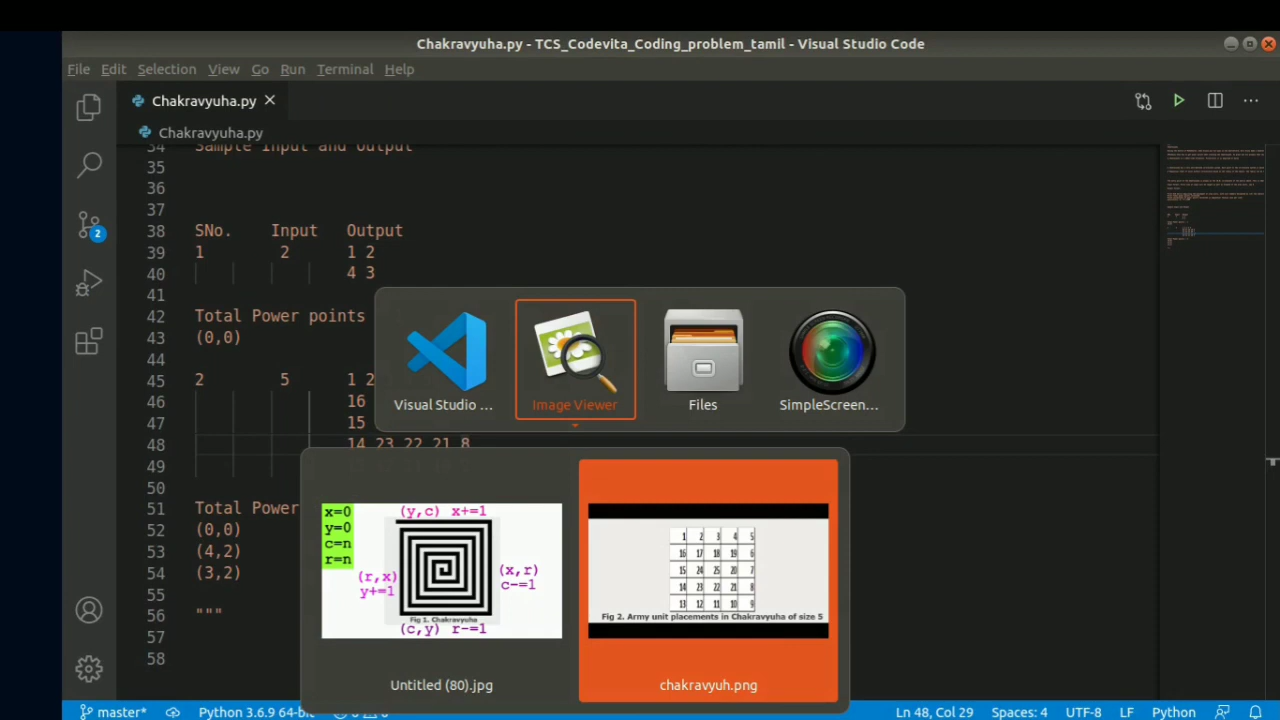 Chakravyuha.py - TCS_Codevita_Coding_problem_tamil - Visual Studio Code
File Edit Selection View Go Run Terminal Help
Chakravyuha.py
Chakravyuha.py
34 Sample Input and Output
35
36
37
38 SNo. Input Output
39 1 2 1 2
40 4 3
41
42 Total Power points
43 (0,0)
44
45 2 5 1 2
46 16
47 15
48 14 23 22 21 8
49
50
51 Total Power
52 (0,0)
53 (4,2)
54 (3,2)
55
56 """
57
58
2
Visual Studio ... Image Viewer Files SimpleScreen...
x=0
y=0
c=n
r=n
(y,c) x+=1
(r,x)
y+=1
(x,r)
c-=1
Fig 1. Chakravyuha
(c,y) r-=1
Untitled (80).jpg
1 2 3 4 5
16 17 18 19 6
15 24 25 20 7
14 23 22 21 8
13 12 11 10 9
Fig 2. Army unit placements in Chakravyuha of size 5
chakravyuh.png
master* Python 3.6.9 64-bit Ln 48, Col 29 Spaces: 4 UTF-8 LF Python